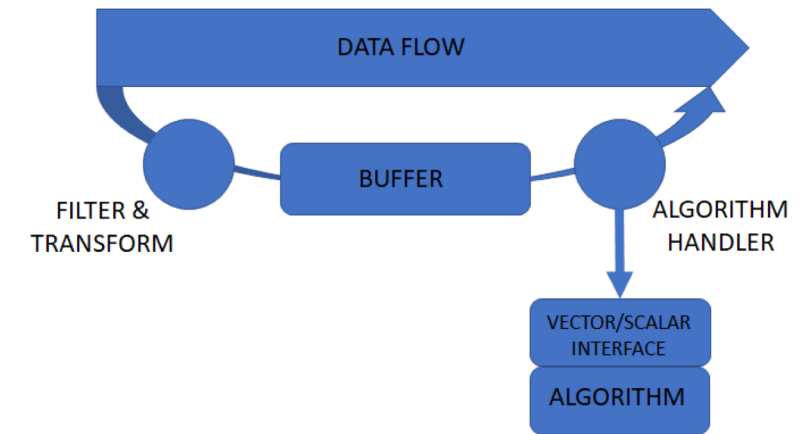 DATA FLOW
BUFFER
FILTER &
TRANSFORM
ALGORITHM
HANDLER
VECTOR/SCALAR
INTERFACE
ALGORITHM